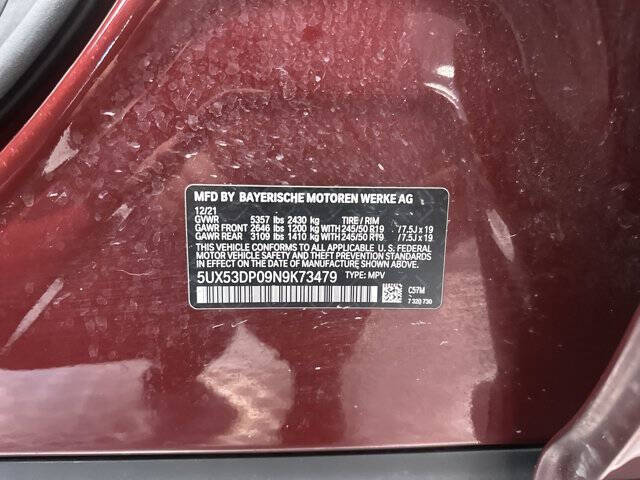 MFD BY BAYERISCHE MOTOREN WERKE AG
12/21
GVWR 5357 lbs 2430 kg TIRE / RIM
GAWR FRONT 2646 lbs 1200 kg WITH 245/50 R19 /7.5J x 19
GAWR REAR 3109 lbs 1410 kg WITH 245/50 R19 /7.5J x 19
THIS VEHICLE CONFORMS TO ALL APPLICABLE U.S. FEDERAL
MOTOR VEHICLE SAFETY AND THEFT PREVENTION STANDARDS
IN EFFECT ON THE DATE OF MANUFACTURE SHOWN ABOVE.
5UX53DP09N9K73479 TYPE: MPV
C57M
7 320 730